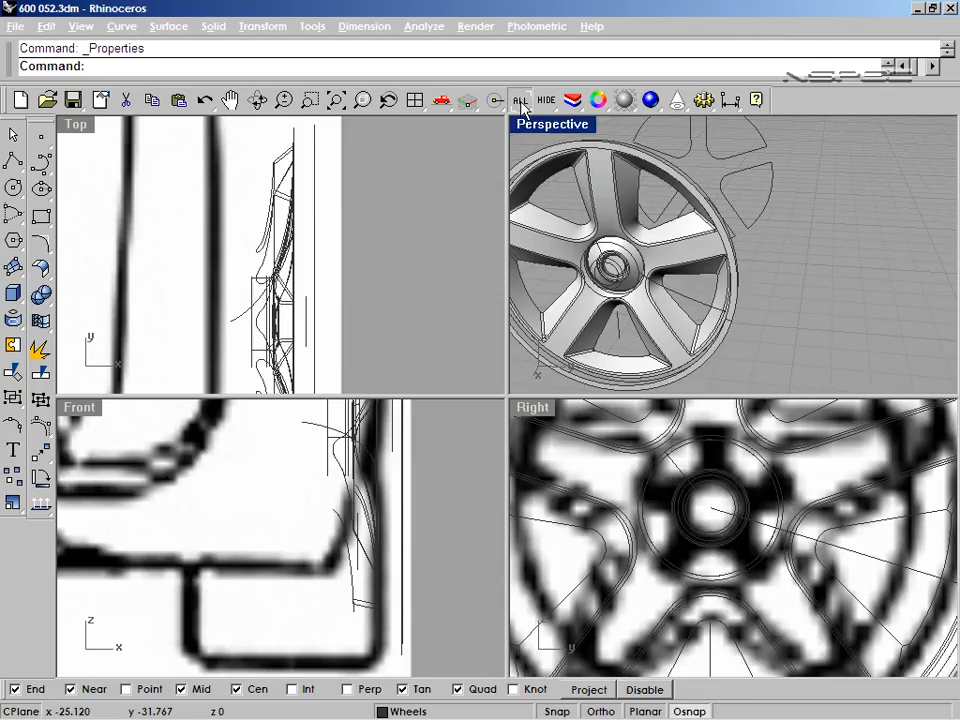 600 052.3dm - Rhinoceros
File Edit View Curve Surface Solid Transform Tools Dimension Analyze Render Photometric Help
Command: _Properties
Command:
ALL HIDE
Top
Perspective
y
x
x
y
Front
Right
z
x
y
T
End Near Point Mid Cen Int Perp Tan Quad Knot Project Disable
CPlane x -25.120 y -31.767 z 0 Wheels Snap Ortho Planar Osnap